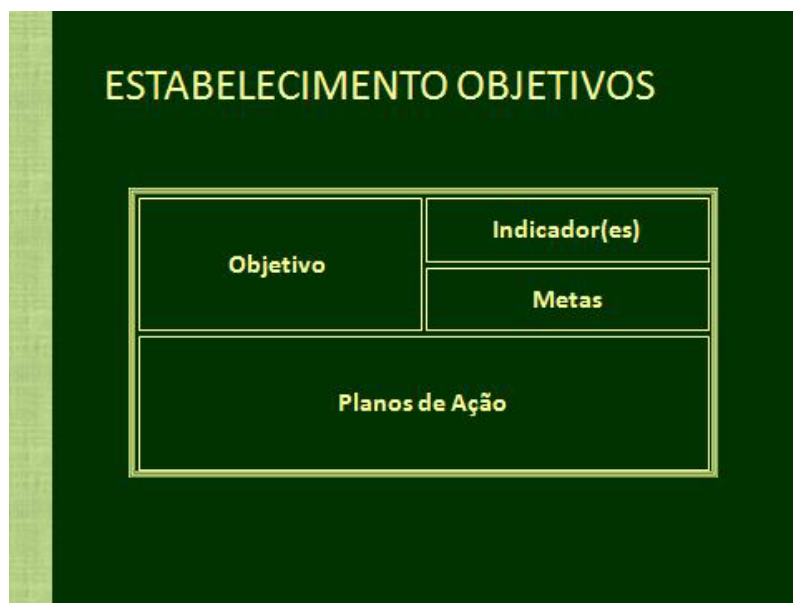 ESTABELECIMENTO OBJETIVOS
Objetivo
Indicador(es)
Metas
Planos de Ação